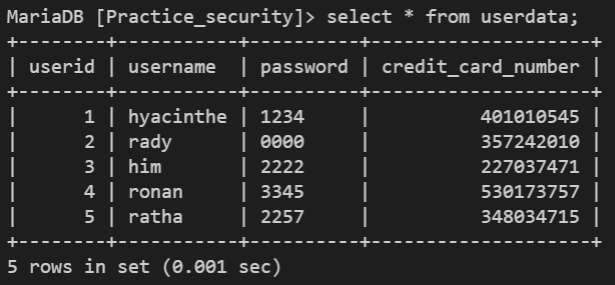 MariaDB [Practice_security]> select * from userdata;
+--------+-----------+----------+--------------------+
| userid | username  | password | credit_card_number |
+--------+-----------+----------+--------------------+
|      1 | hyacinthe | 1234     |          401010545 |
|      2 | rady      | 0000     |          357242010 |
|      3 | him       | 2222     |          227037471 |
|      4 | ronan     | 3345     |          530173757 |
|      5 | ratha     | 2257     |          348034715 |
+--------+-----------+----------+--------------------+
5 rows in set (0.001 sec)